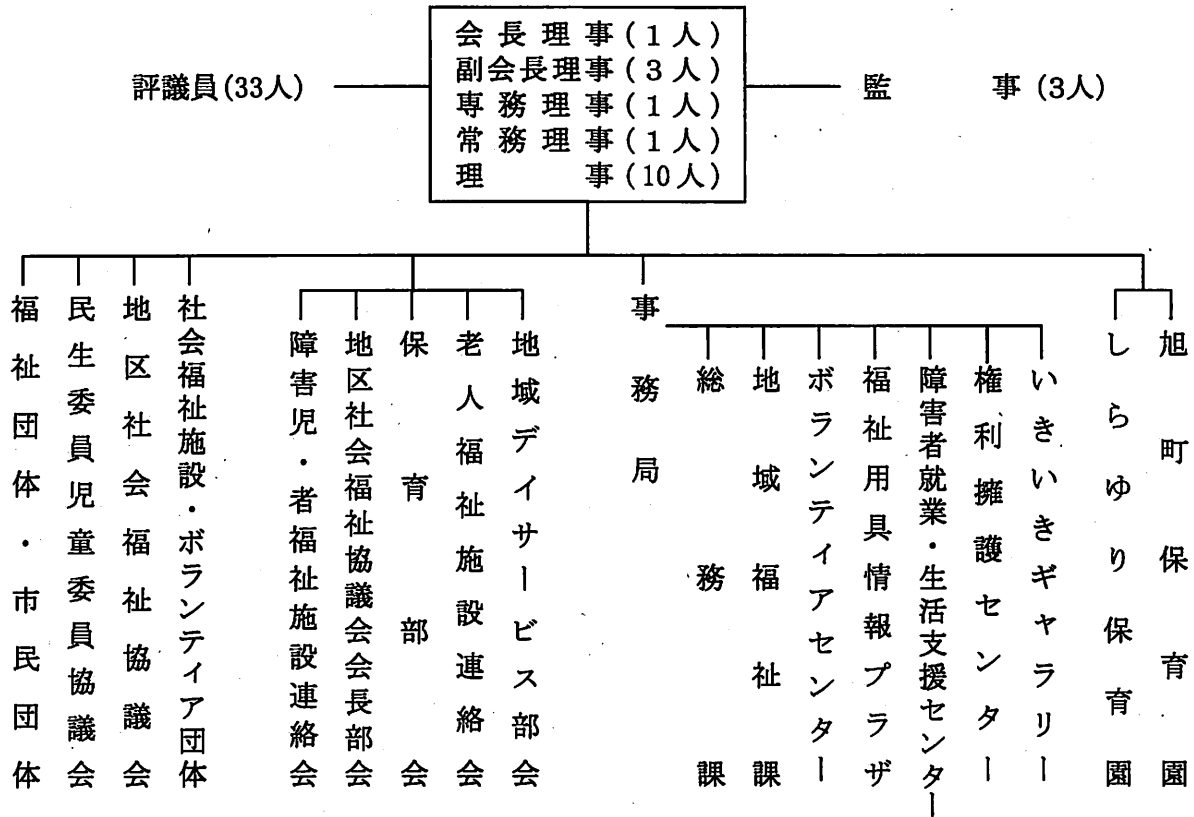 会長理事(1人)
副会長理事(3人)
専務理事(1人)
常務理事(1人)
理事(10人)
評議員(33人)
監事(3人)
福祉団体・市民団体
民生委員児童委員協議会
地区社会福祉協議会
社会福祉施設・ボランティア団体
障害児・者福祉施設連絡会
地区社会福祉協議会会長部会
保育部会
老人福祉施設連絡会
地域デイサービス部会
事務局
総務課
地域福祉課
ボランティアセンター
福祉用具情報プラザ
障害者就業・生活支援センター
権利擁護センター
いきいきギャラリー
しらゆり保育園
旭町保育園